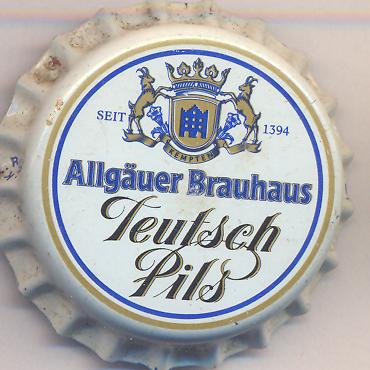 SEIT 1394
KEMPTEN
Allgäuer Brauhaus
Teutsch
Pils